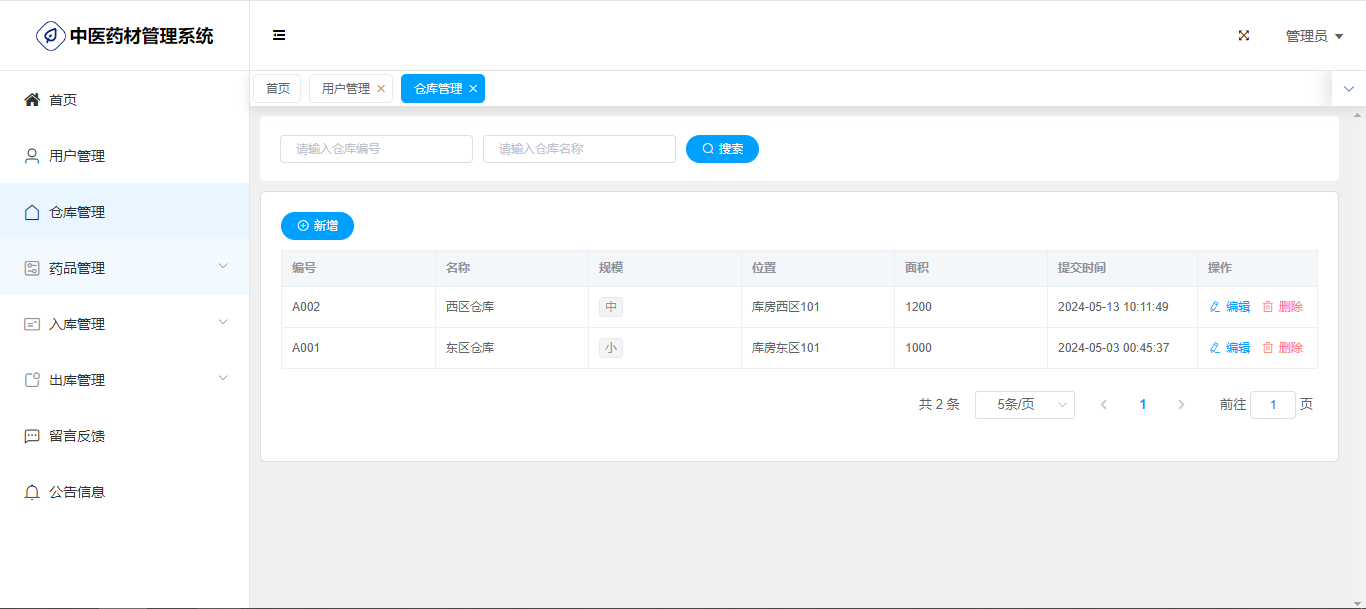 中医药材管理系统
管理员
首页
用户管理
仓库管理
药品管理
入库管理
出库管理
留言反馈
公告信息
首页 用户管理 仓库管理
请输入仓库编号 请输入仓库名称 搜索
新增
编号 名称 规模 位置 面积 提交时间 操作
A002 西区仓库 中 库房西区101 1200 2024-05-13 10:11:49 编辑 删除
A001 东区仓库 小 库房东区101 1000 2024-05-03 00:45:37 编辑 删除
共 2 条 5条/页 1 前往 1 页